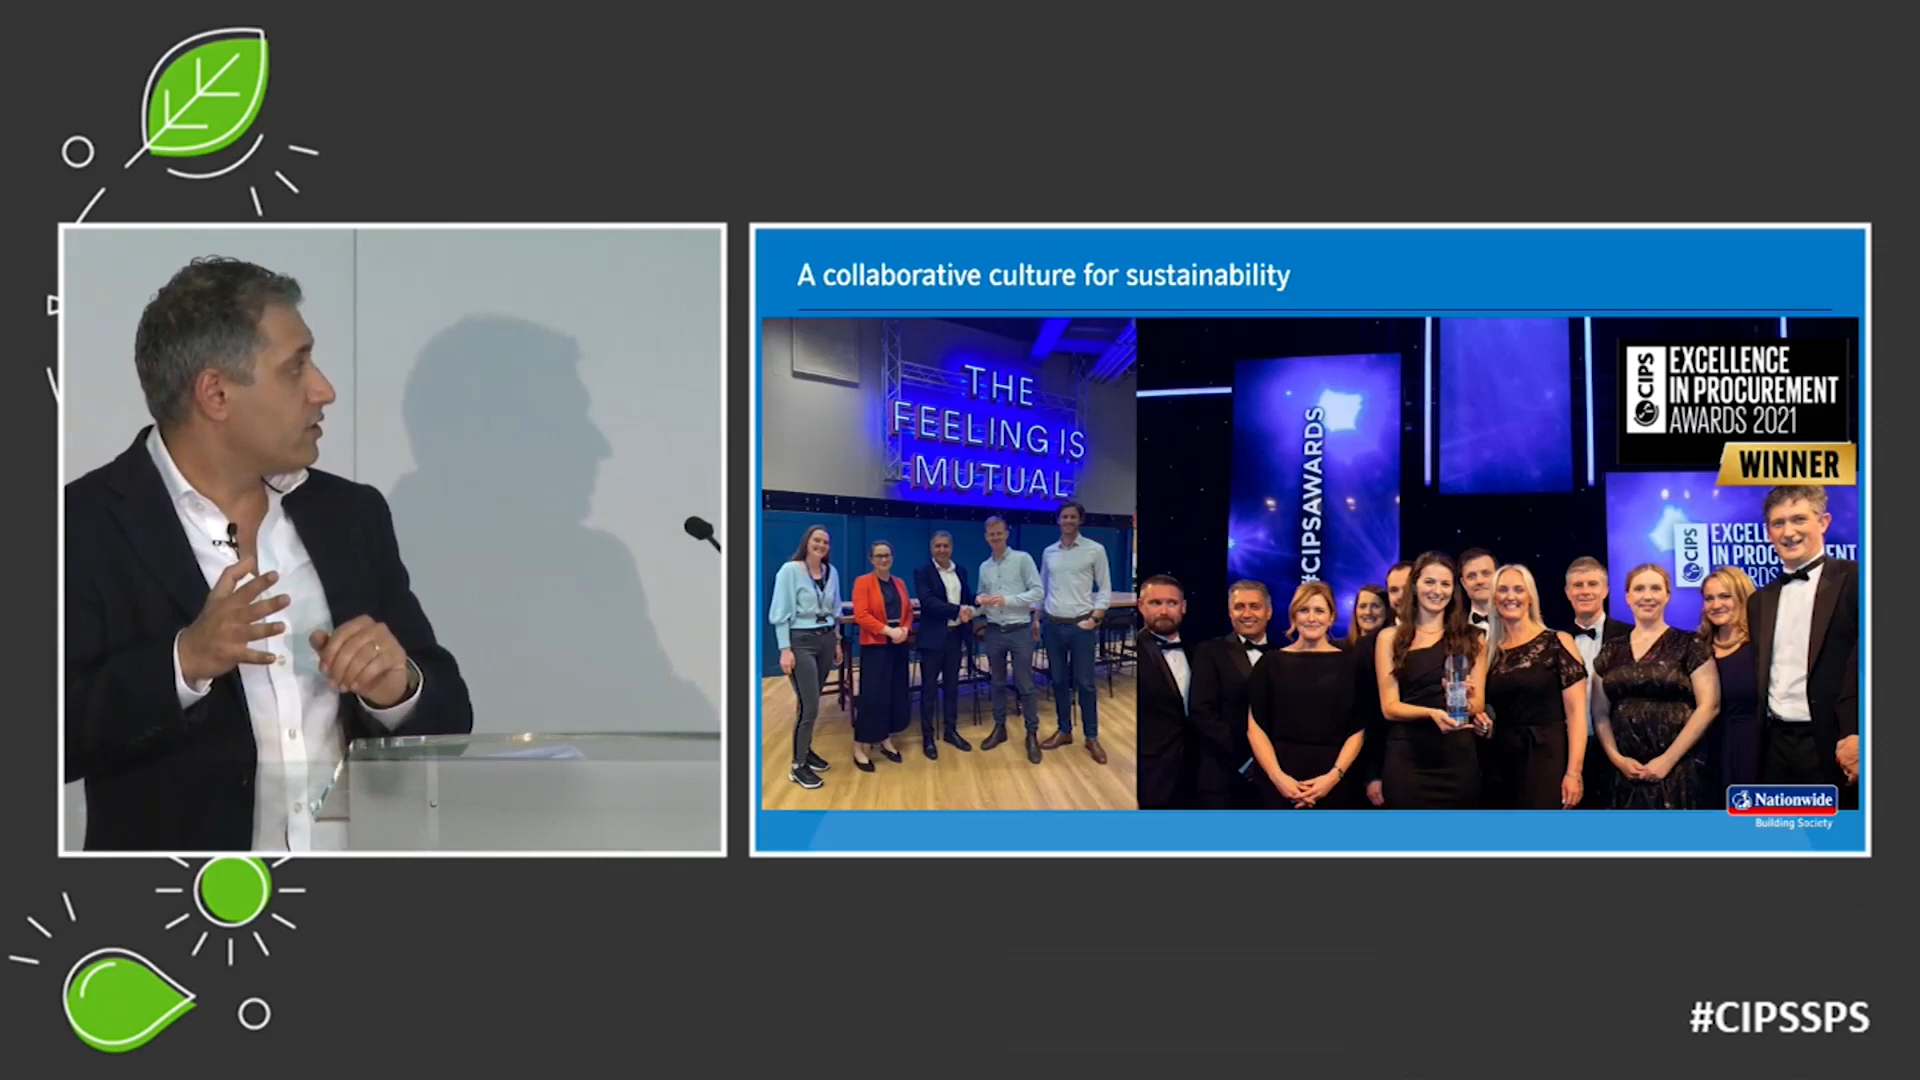 A collaborative culture for sustainability
THE
FEELING IS
MUTUAL
#CIPSAWARDS
CIPS
EXCELLENCE
IN PROCUREMENT
AWARDS 2021
WINNER
CIPS
Nationwide
Building Society
#CIPSSPS